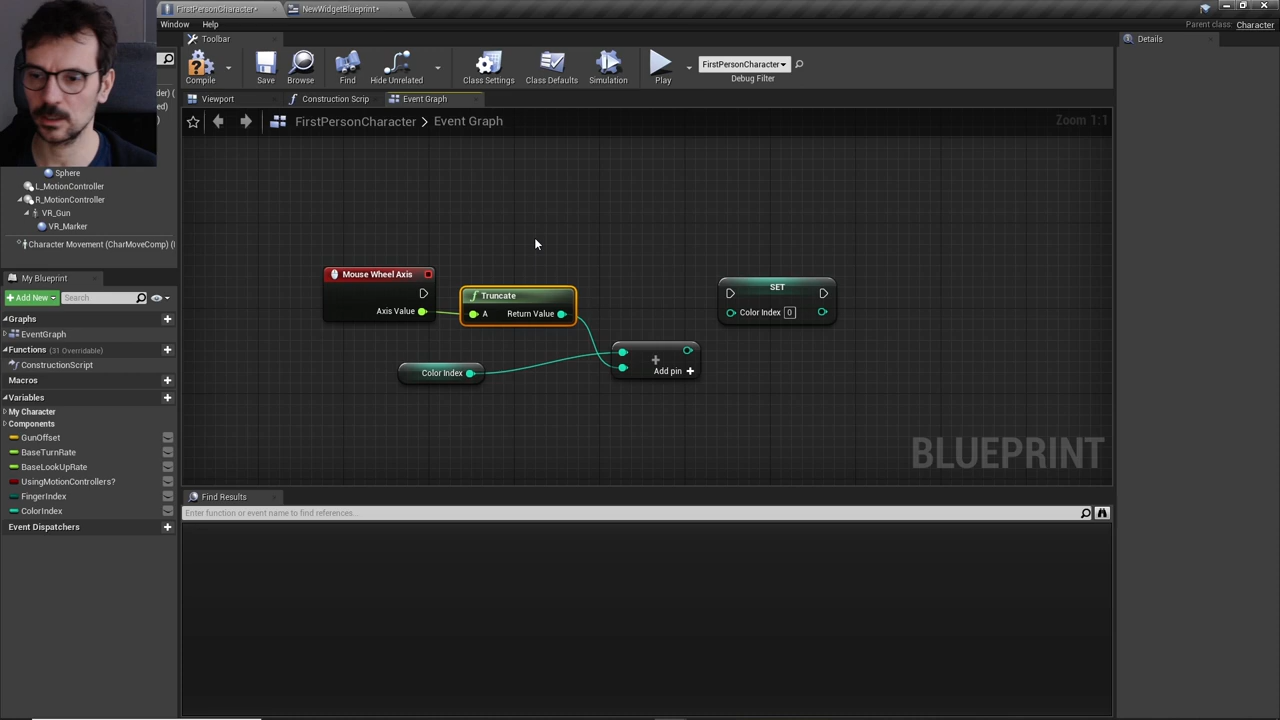 FirstPersonCharacter*
NewWidgetBlueprint*
Window Help
Parent class: Character
Toolbar
Details
Compile
Save
Browse
Find
Hide Unrelated
Class Settings
Class Defaults
Simulation
Play
FirstPersonCharacter
Debug Filter
Viewport
Construction Scrip
Event Graph
FirstPersonCharacter > Event Graph
Zoom 1:1
Sphere
L_MotionController
R_MotionController
VR_Gun
VR_Marker
Character Movement (CharMoveComp) (
My Blueprint
+ Add New
Search
Graphs
EventGraph
Functions (31 Overridable)
ConstructionScript
Macros
Variables
My Character
Components
GunOffset
BaseTurnRate
BaseLookUpRate
UsingMotionControllers?
FingerIndex
ColorIndex
Event Dispatchers
Mouse Wheel Axis
Axis Value
f Truncate
A Return Value
Color Index
+
Add pin +
SET
Color Index 0
BLUEPRINT
Find Results
Enter function or event name to find references...